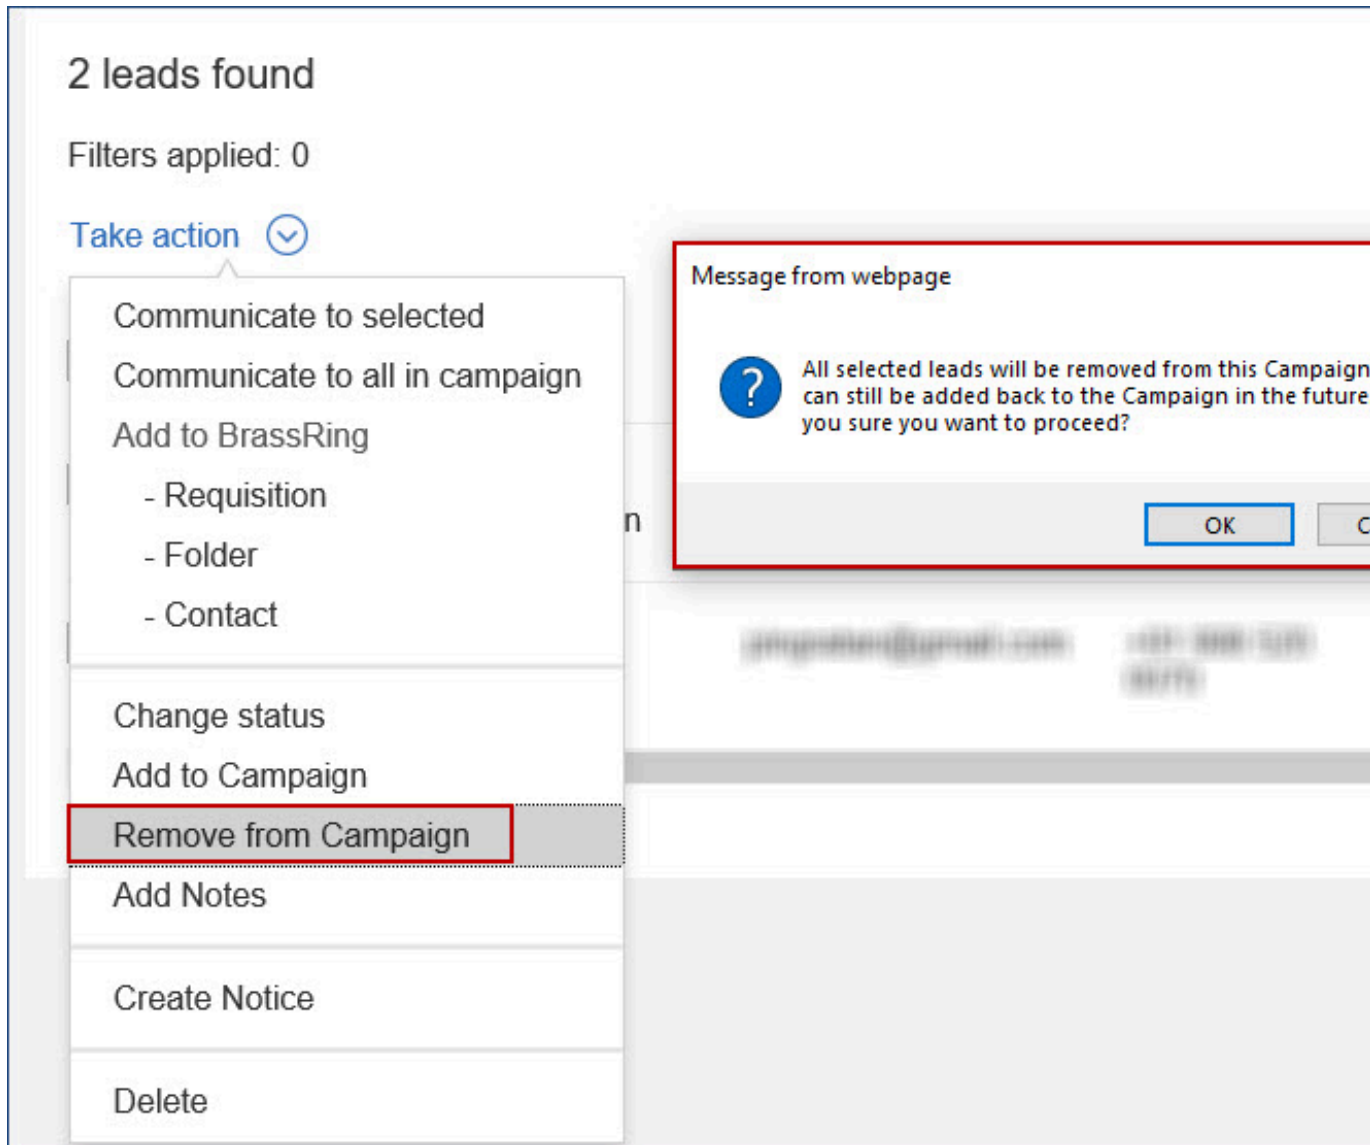 2 leads found
Filters applied: 0
Take action
Communicate to selected
Communicate to all in campaign
Add to BrassRing
- Requisition
- Folder
- Contact
Change status
Add to Campaign
Remove from Campaign
Add Notes
Create Notice
Delete
n
Message from webpage
All selected leads will be removed from this Campaign
can still be added back to the Campaign in the future
you sure you want to proceed?
OK
C